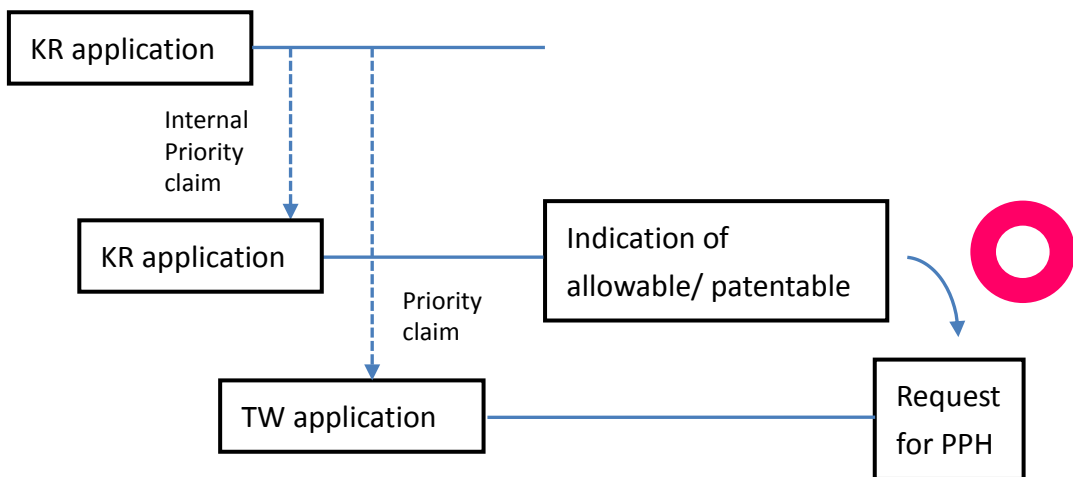 KR application
Internal
Priority
claim
KR application
Indication of
allowable/ patentable
Priority
claim
TW application
Request
for PPH